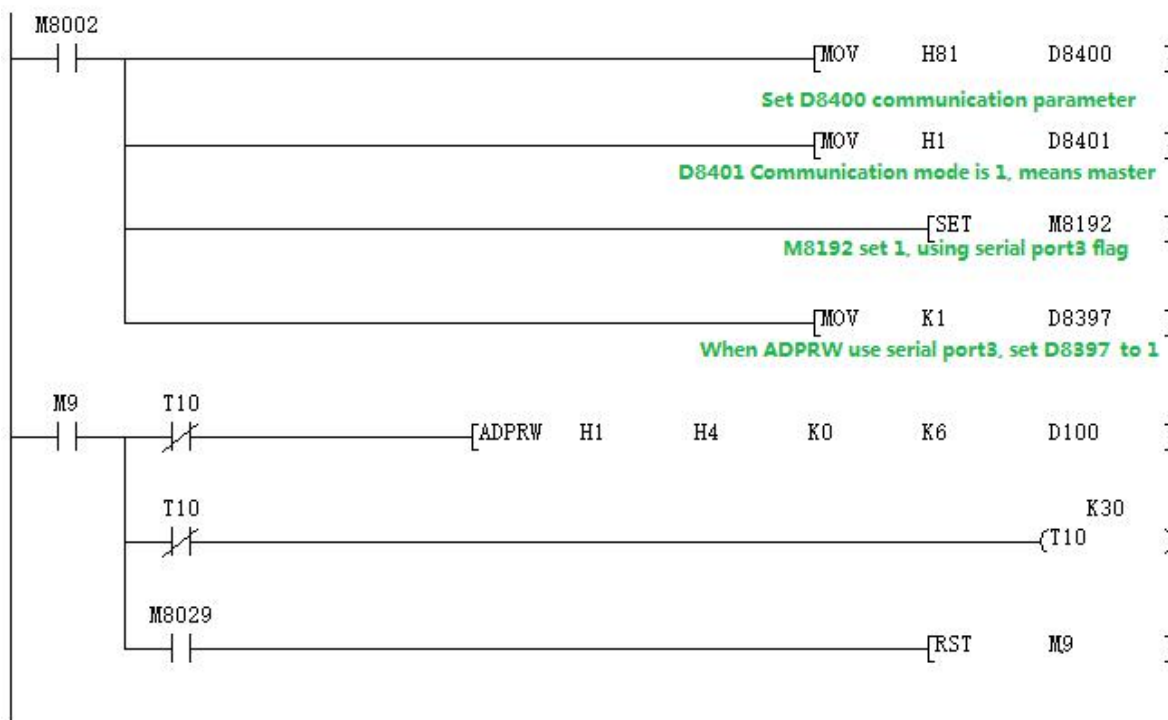 M8002
MOV H81 D8400
Set D8400 communication parameter
MOV H1 D8401
D8401 Communication mode is 1, means master
SET M8192
M8192 set 1, using serial port3 flag
MOV K1 D8397
When ADPRW use serial port3, set D8397 to 1
M9 T10
ADPRW H1 H4 K0 K6 D100
T10 K30
T10
M8029
RST M9